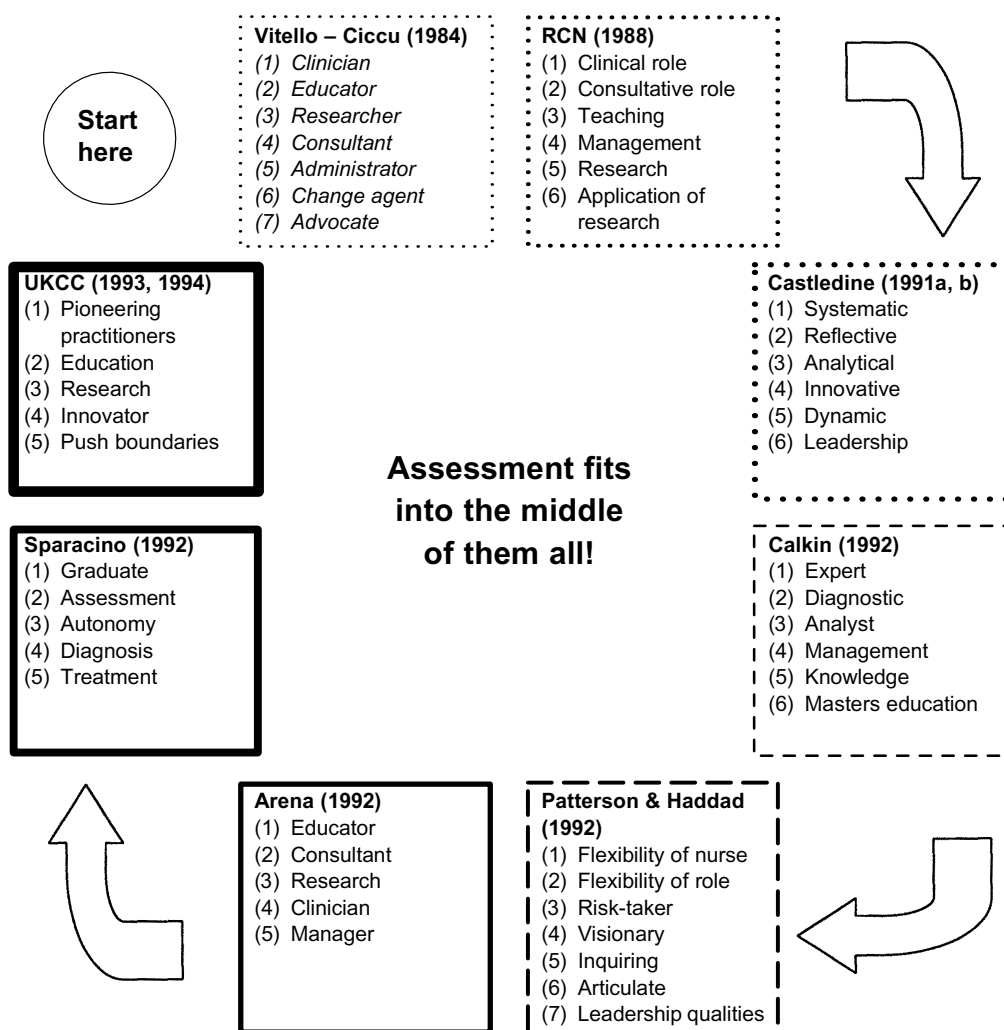 Start
here
Vitello – Ciccu (1984)
(1) Clinician
(2) Educator
(3) Researcher
(4) Consultant
(5) Administrator
(6) Change agent
(7) Advocate
RCN (1988)
(1) Clinical role
(2) Consultative role
(3) Teaching
(4) Management
(5) Research
(6) Application of
research
Castledine (1991a, b)
(1) Systematic
(2) Reflective
(3) Analytical
(4) Innovative
(5) Dynamic
(6) Leadership
Calkin (1992)
(1) Expert
(2) Diagnostic
(3) Analyst
(4) Management
(5) Knowledge
(6) Masters education
Patterson & Haddad
(1992)
(1) Flexibility of nurse
(2) Flexibility of role
(3) Risk-taker
(4) Visionary
(5) Inquiring
(6) Articulate
(7) Leadership qualities
Arena (1992)
(1) Educator
(2) Consultant
(3) Research
(4) Clinician
(5) Manager
Sparacino (1992)
(1) Graduate
(2) Assessment
(3) Autonomy
(4) Diagnosis
(5) Treatment
UKCC (1993, 1994)
(1) Pioneering
practitioners
(2) Education
(3) Research
(4) Innovator
(5) Push boundaries
Assessment fits
into the middle
of them all!